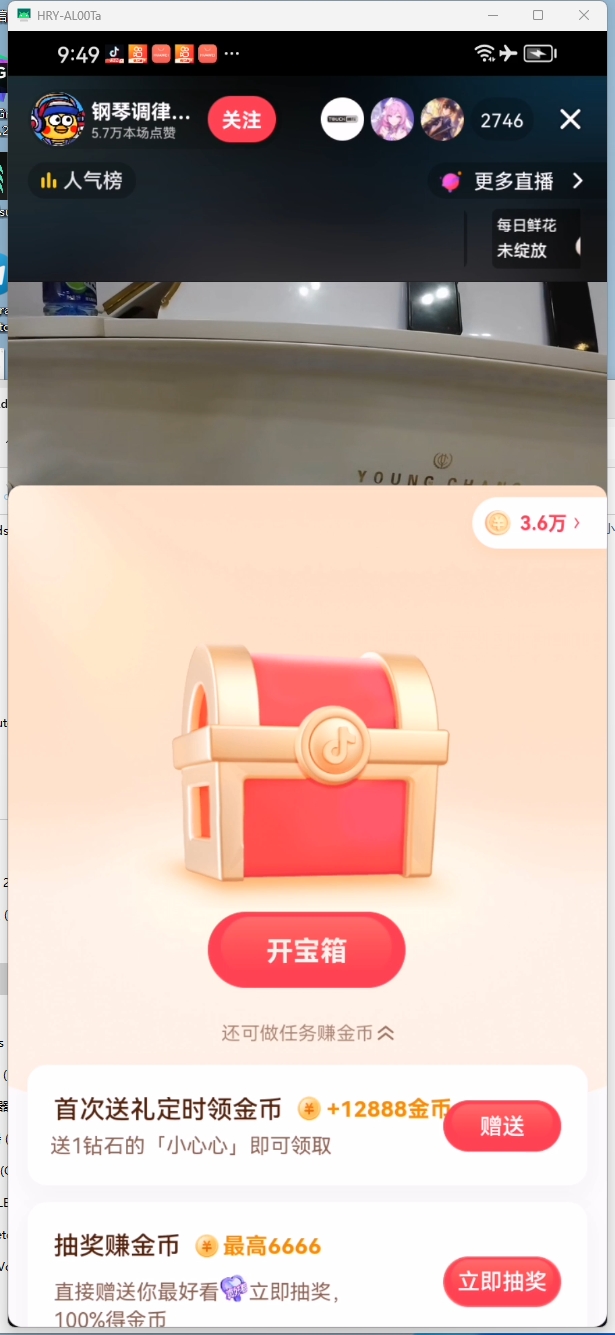 HRY-AL00Ta
9:49
钢琴调律...
5.7万本场点赞
关注
2746
人气榜
更多直播
每日鲜花
未绽放
YOUNG CHANG
3.6万
开宝箱
还可做任务赚金币
首次送礼定时领金币 +12888金币
送1钻石的「小心心」即可领取
赠送
抽奖赚金币 最高6666
直接赠送你最好看立即抽奖，
100%得金币
立即抽奖